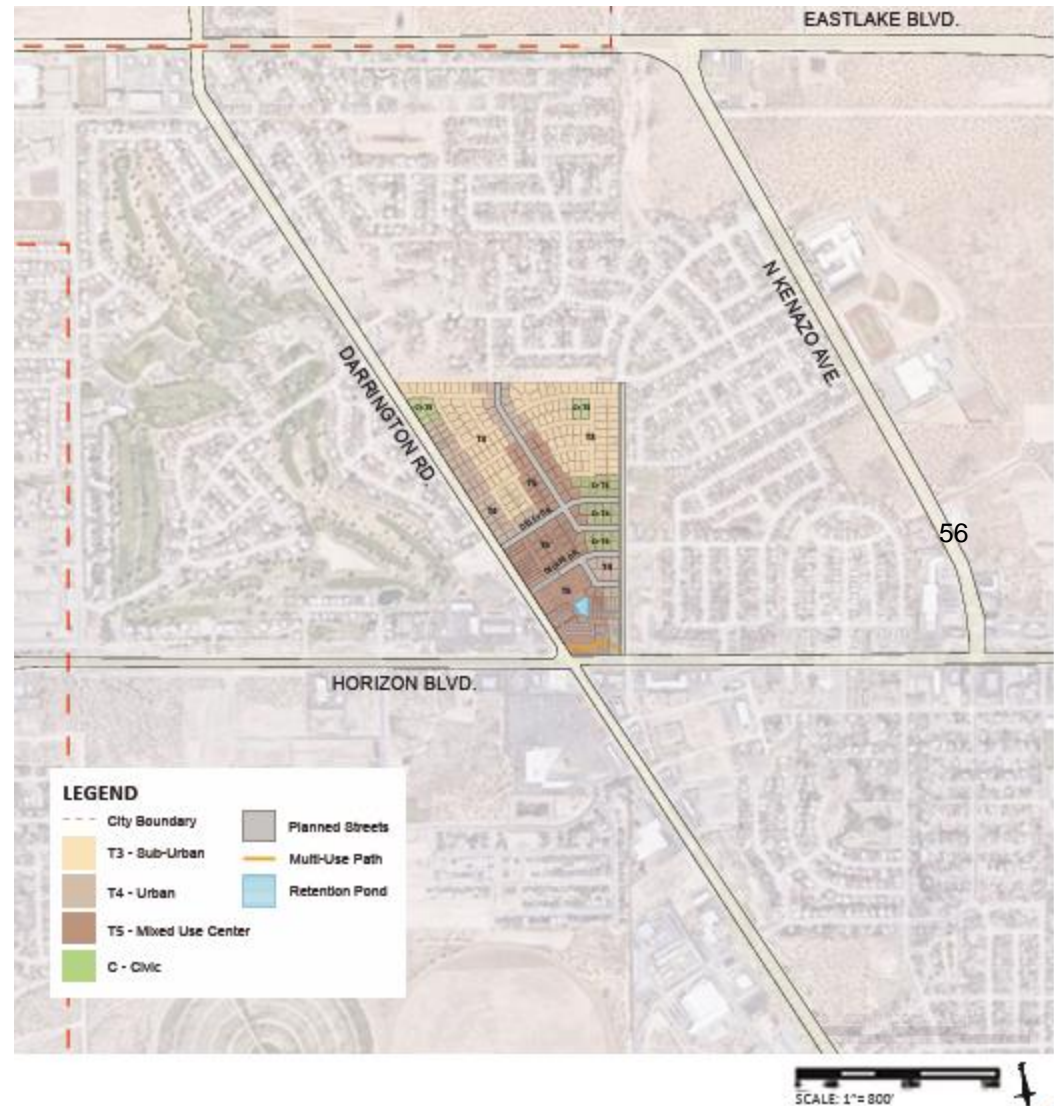 EASTLAKE BLVD.
N KENAZO AVE.
DARRINGTON RD.
T5
56
HORIZON BLVD.
LEGEND
City Boundary
T3 - Sub-Urban
T4 - Urban
T5 - Mixed Use Center
C - Civic
Planned Streets
Multi-Use Path
Retention Pond
SCALE: 1"= 800'